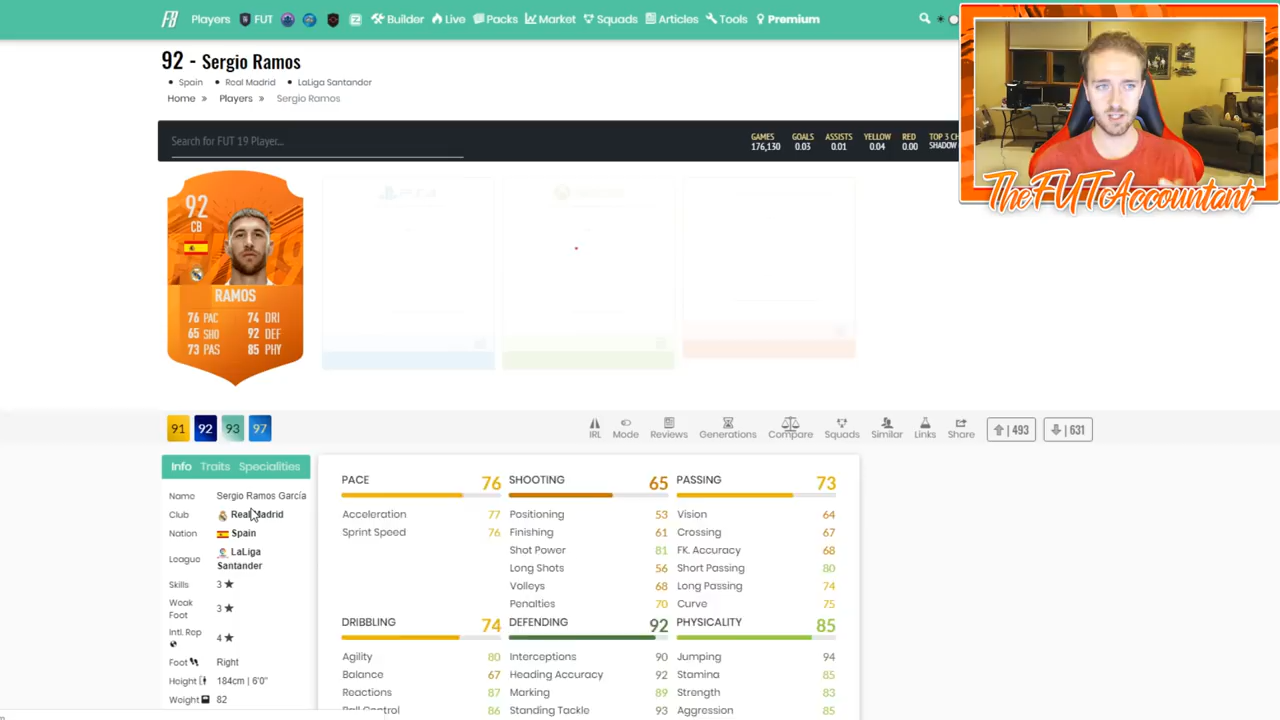 FB Players FUT Builder Live Packs Market Squads Articles Tools Premium
92 - Sergio Ramos
Spain Real Madrid LaLiga Santander
Home » Players » Sergio Ramos
Search for FUT 19 Player...
GAMES GOALS ASSISTS YELLOW RED TOP 3 CH
176,130 0.03 0.01 0.04 0.00 SHADOW
TheFUTAccountant
92
CB
RAMOS
76 PAC 74 DRI
65 SHO 92 DEF
73 PAS 85 PHY
PS4
91 92 93 97
IRL Mode Reviews Generations Compare Squads Similar Links Share
493 631
Info Traits Specialities
Name Sergio Ramos García
Club Real Madrid
Nation Spain
League LaLiga Santander
Skills 3
Weak Foot 3
Intl. Rep 4
Foot Right
Height 184cm | 6'0"
Weight 82
PACE 76
Acceleration 77
Sprint Speed 76
SHOOTING 65
Positioning 53
Finishing 61
Shot Power 81
Long Shots 56
Volleys 68
Penalties 70
PASSING 73
Vision 64
Crossing 67
FK. Accuracy 68
Short Passing 80
Long Passing 74
Curve 75
DRIBBLING 74
Agility 80
Balance 67
Reactions 87
Ball Control 86
DEFENDING 92
Interceptions 90
Heading Accuracy 92
Marking 89
Standing Tackle 93
PHYSICALITY 85
Jumping 94
Stamina 85
Strength 83
Aggression 85